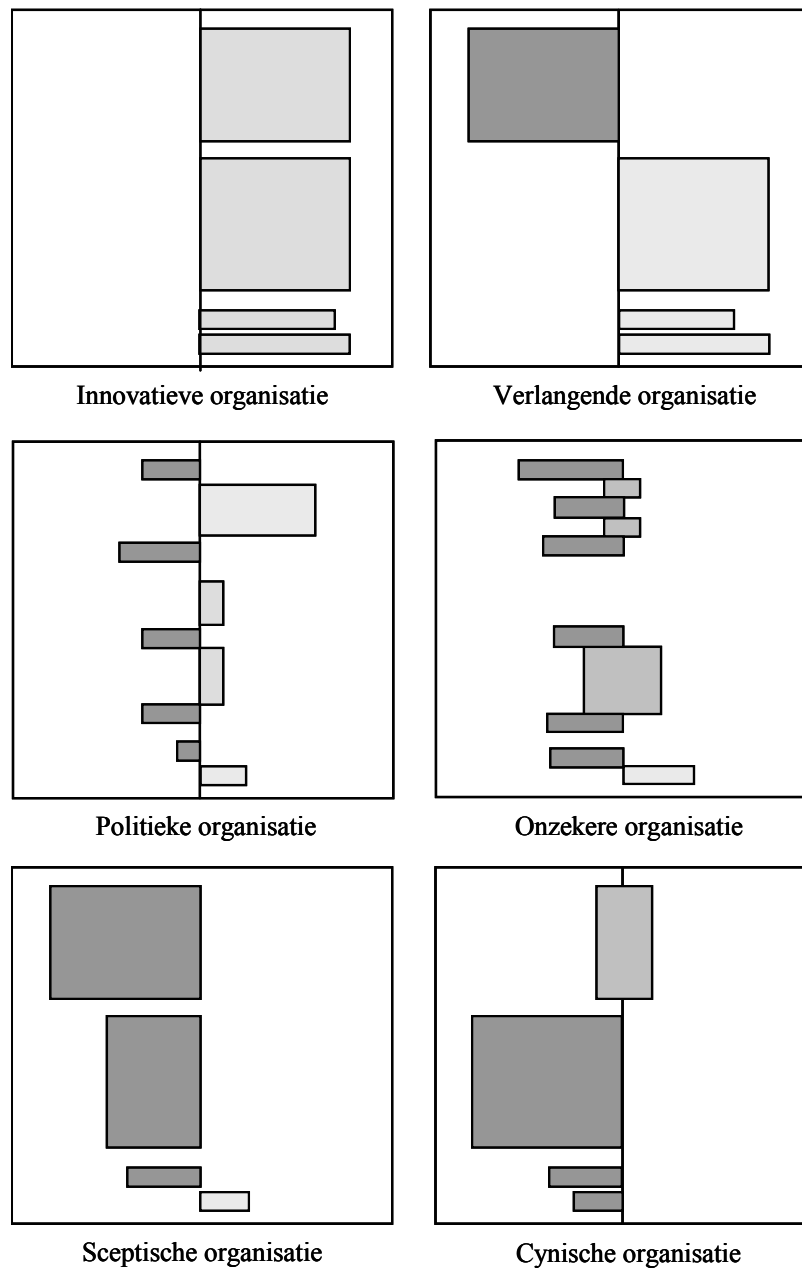 Innovatieve organisatie
Verlangende organisatie
Politieke organisatie
Onzekere organisatie
Sceptische organisatie
Cynische organisatie